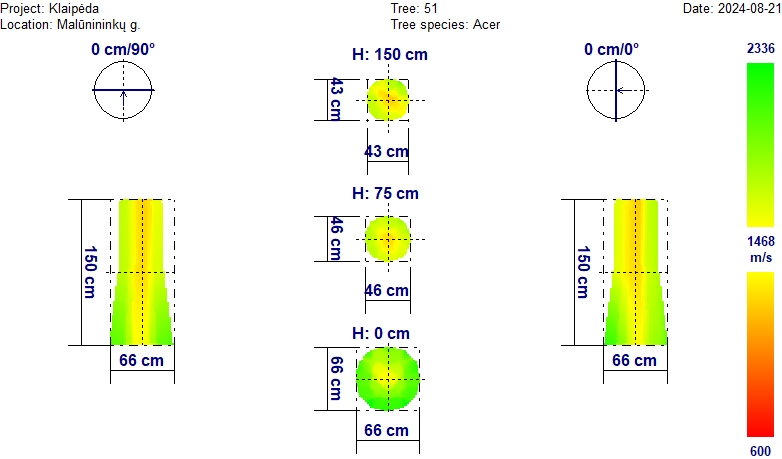 Project: Klaipėda
Tree: 51
Date: 2024-08-21
Location: Malūnininkų g.
Tree species: Acer
0 cm/90°
H: 150 cm
0 cm/0°
2336
43 cm
43 cm
H: 75 cm
46 cm
46 cm
150 cm
150 cm
1468
m/s
H: 0 cm
66 cm
66 cm
66 cm
66 cm
600